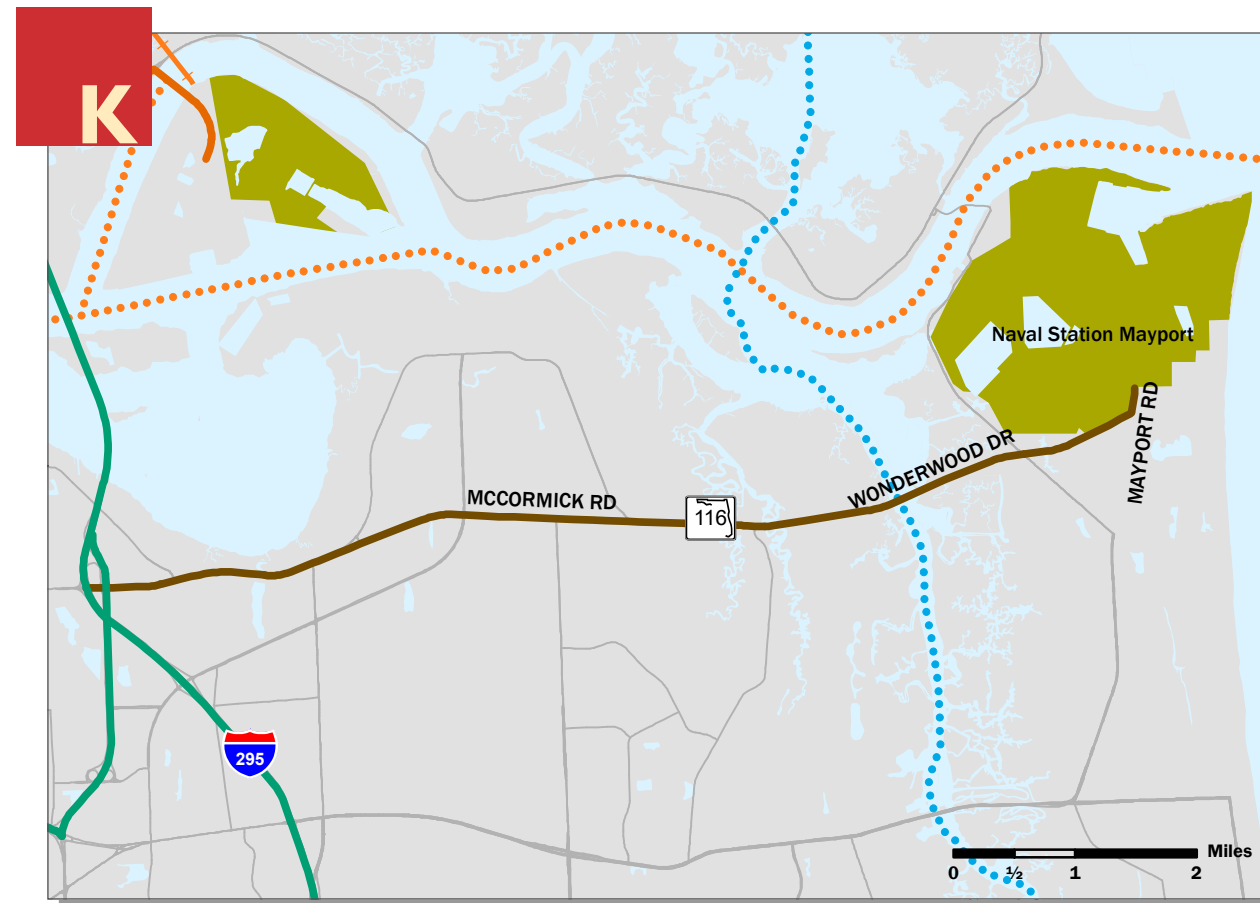 K
Naval Station Mayport
MAYPORT RD
WONDERWOOD DR
MCCORMICK RD
116
295
Miles
0 ½ 1 2